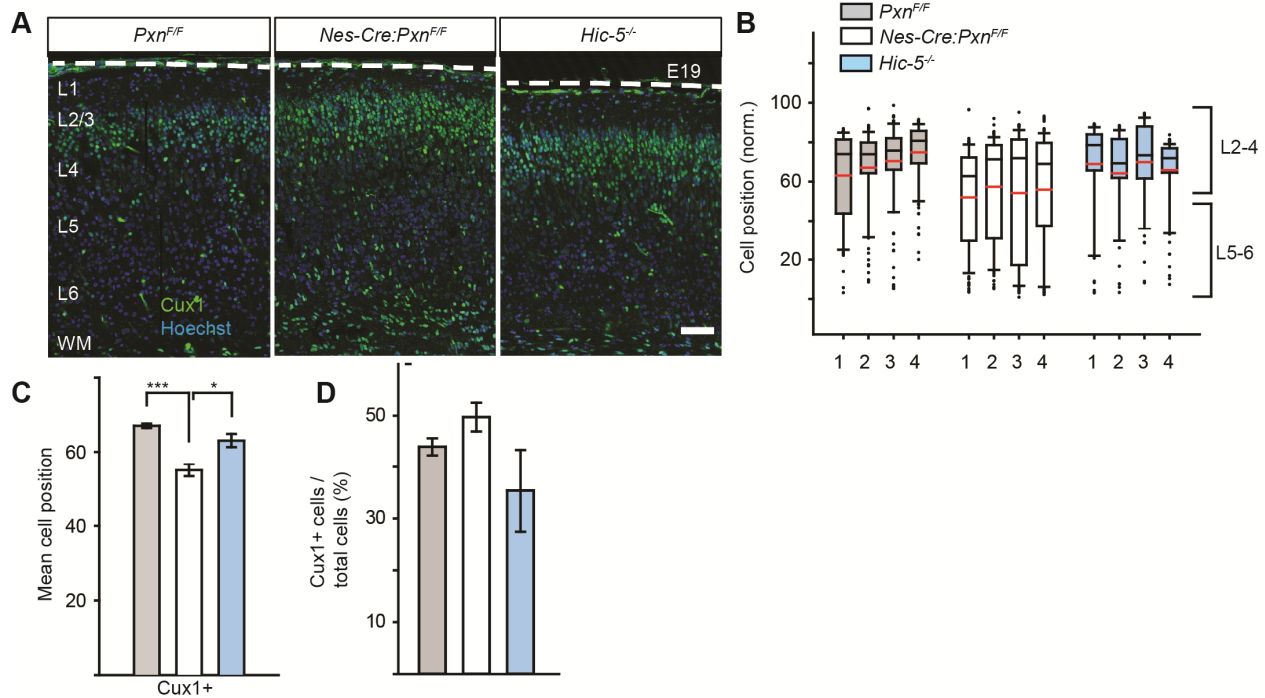 A
Pxn^F/F
Nes-Cre:Pxn^F/F
Hic-5^-/-
E19
L1
L2/3
L4
L5
L6
WM
Cux1
Hoechst
B
Pxn^F/F
Nes-Cre:Pxn^F/F
Hic-5^-/-
Cell position (norm.)
100
60
20
L2-4
L5-6
1 2 3 4 1 2 3 4 1 2 3 4
C
*** *
Mean cell position
60
40
20
Cux1+
D
Cux1+ cells /
total cells (%)
50
30
10